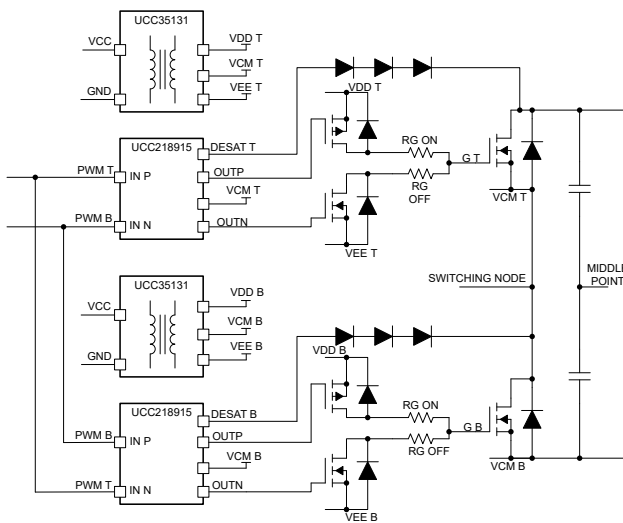 UCC35131
VCC
VDD T
VCM T
GND
VEE T
VDD T
UCC218915
DESAT T
PWM T
IN P
OUTP
RG ON
G T
VCM T
RG
OFF
VCM T
PWM B
IN N
OUTN
VEE T
UCC35131
SWITCHING NODE
MIDDLE
POINT
VDD B
VCC
VCM B
GND
VEE B
VDD B
UCC218915
DESAT B
RG ON
PWM B
IN P
OUTP
G B
VCM B
RG OFF
VCM B
PWM T
IN N
OUTN
VEE B